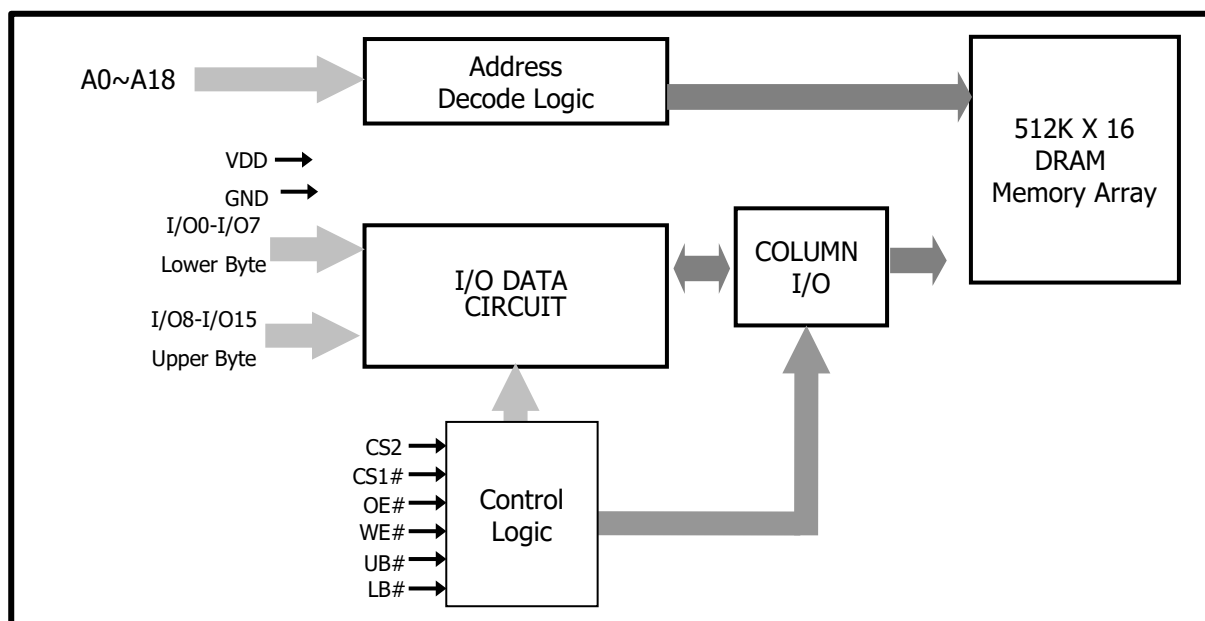 A0~A18
Address
Decode Logic
512K X 16
DRAM
Memory Array
VDD
GND
I/O0-I/O7
Lower Byte
I/O8-I/O15
Upper Byte
I/O DATA
CIRCUIT
COLUMN
I/O
CS2
CS1#
OE#
WE#
UB#
LB#
Control
Logic